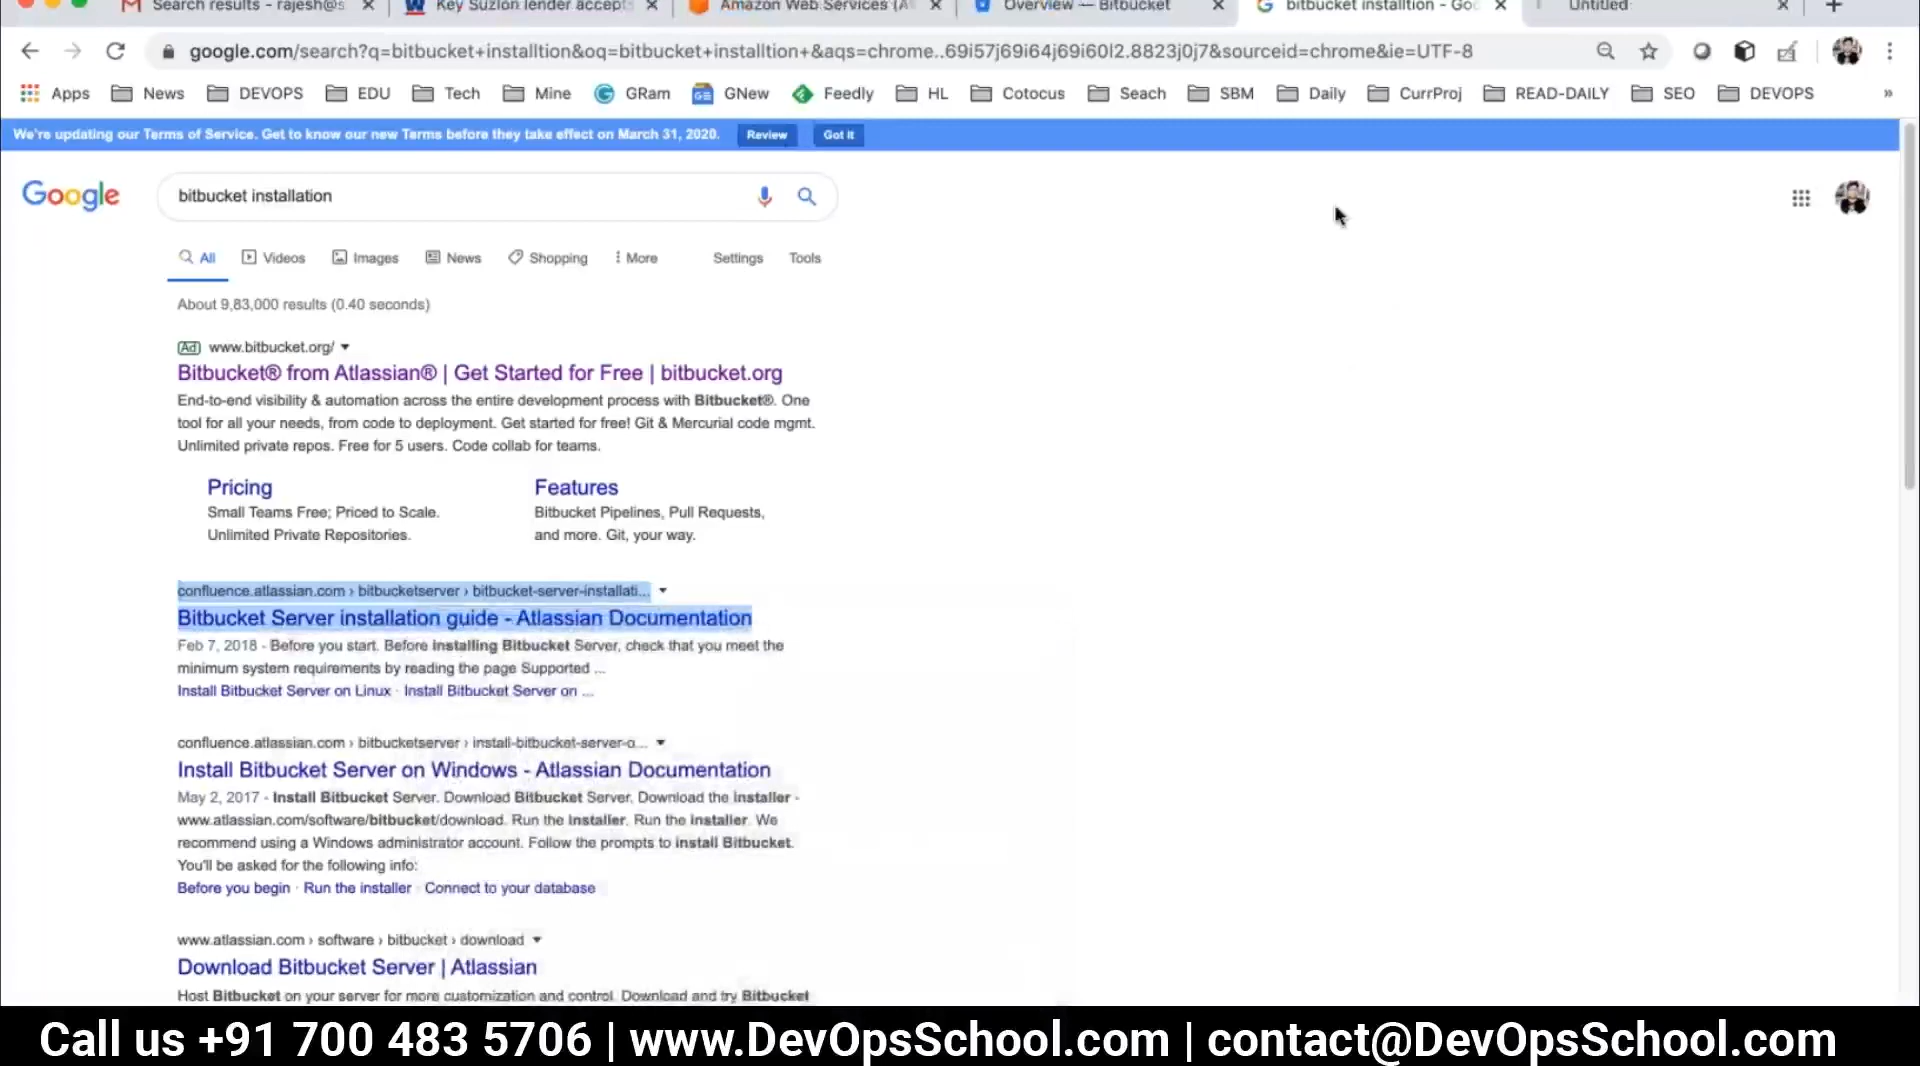 Search results - rajesh@s
Key Suzlon lender accepts
Amazon Web Services (A
Overview — Bitbucket
bitbucket installtion - Goo
Untitled
google.com/search?q=bitbucket+installtion&oq=bitbucket+installtion+&aqs=chrome..69i57j69i64j69i60l2.8823j0j7&sourceid=chrome&ie=UTF-8
Apps News DEVOPS EDU Tech Mine GRam GNew Feedly HL Cotocus Seach SBM Daily CurrProj READ-DAILY SEO DEVOPS »
We're updating our Terms of Service. Get to know our new Terms before they take effect on March 31, 2020. Review Got it
Google
bitbucket installation
All Videos Images News Shopping More Settings Tools
About 9,83,000 results (0.40 seconds)
Ad www.bitbucket.org/
Bitbucket® from Atlassian® | Get Started for Free | bitbucket.org
End-to-end visibility & automation across the entire development process with Bitbucket®. One
tool for all your needs, from code to deployment. Get started for free! Git & Mercurial code mgmt.
Unlimited private repos. Free for 5 users. Code collab for teams.
Pricing
Small Teams Free; Priced to Scale.
Unlimited Private Repositories.
Features
Bitbucket Pipelines, Pull Requests,
and more. Git, your way.
confluence.atlassian.com › bitbucketserver › bitbucket-server-installati...
Bitbucket Server installation guide - Atlassian Documentation
Feb 7, 2018 - Before you start. Before installing Bitbucket Server, check that you meet the
minimum system requirements by reading the page Supported ...
Install Bitbucket Server on Linux · Install Bitbucket Server on ...
confluence.atlassian.com › bitbucketserver › install-bitbucket-server-o...
Install Bitbucket Server on Windows - Atlassian Documentation
May 2, 2017 - Install Bitbucket Server. Download Bitbucket Server. Download the installer -
www.atlassian.com/software/bitbucket/download. Run the installer. Run the installer. We
recommend using a Windows administrator account. Follow the prompts to install Bitbucket.
You'll be asked for the following info:
Before you begin · Run the installer · Connect to your database
www.atlassian.com › software › bitbucket › download
Download Bitbucket Server | Atlassian
Host Bitbucket on your server for more customization and control. Download and try Bitbucket
Call us +91 700 483 5706 | www.DevOpsSchool.com | contact@DevOpsSchool.com